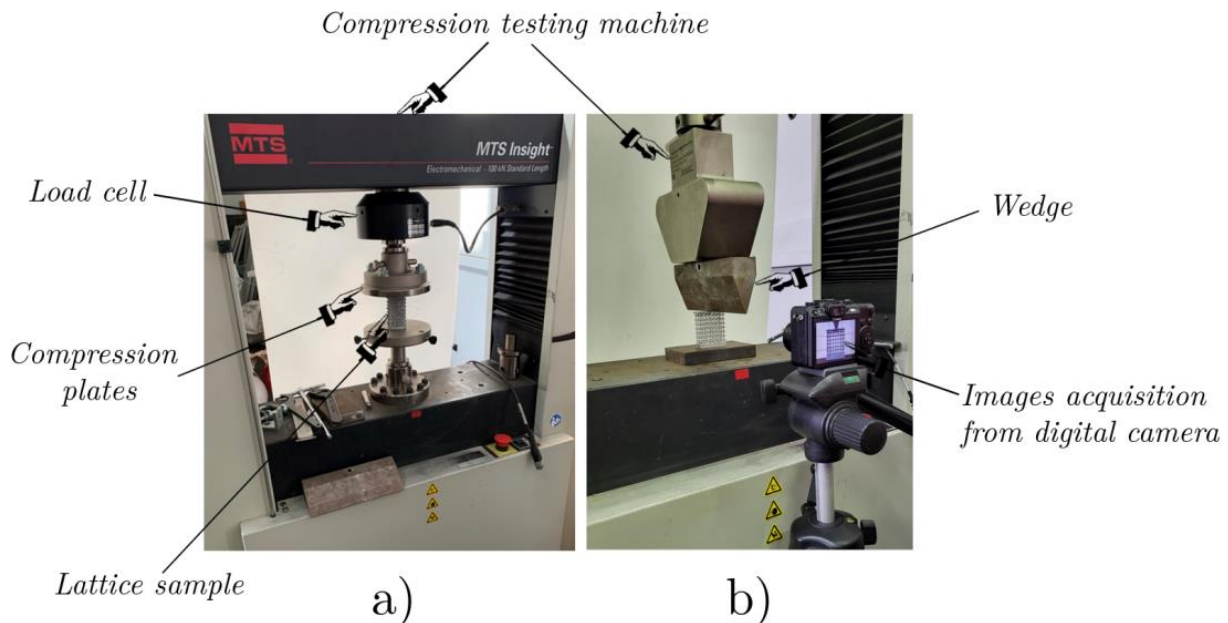 Compression testing machine
MTS
MTS Insight
Electromechanical - 100 kN Standard Length
Load cell
Wedge
Compression
plates
Images acquisition
from digital camera
Lattice sample
a)
b)